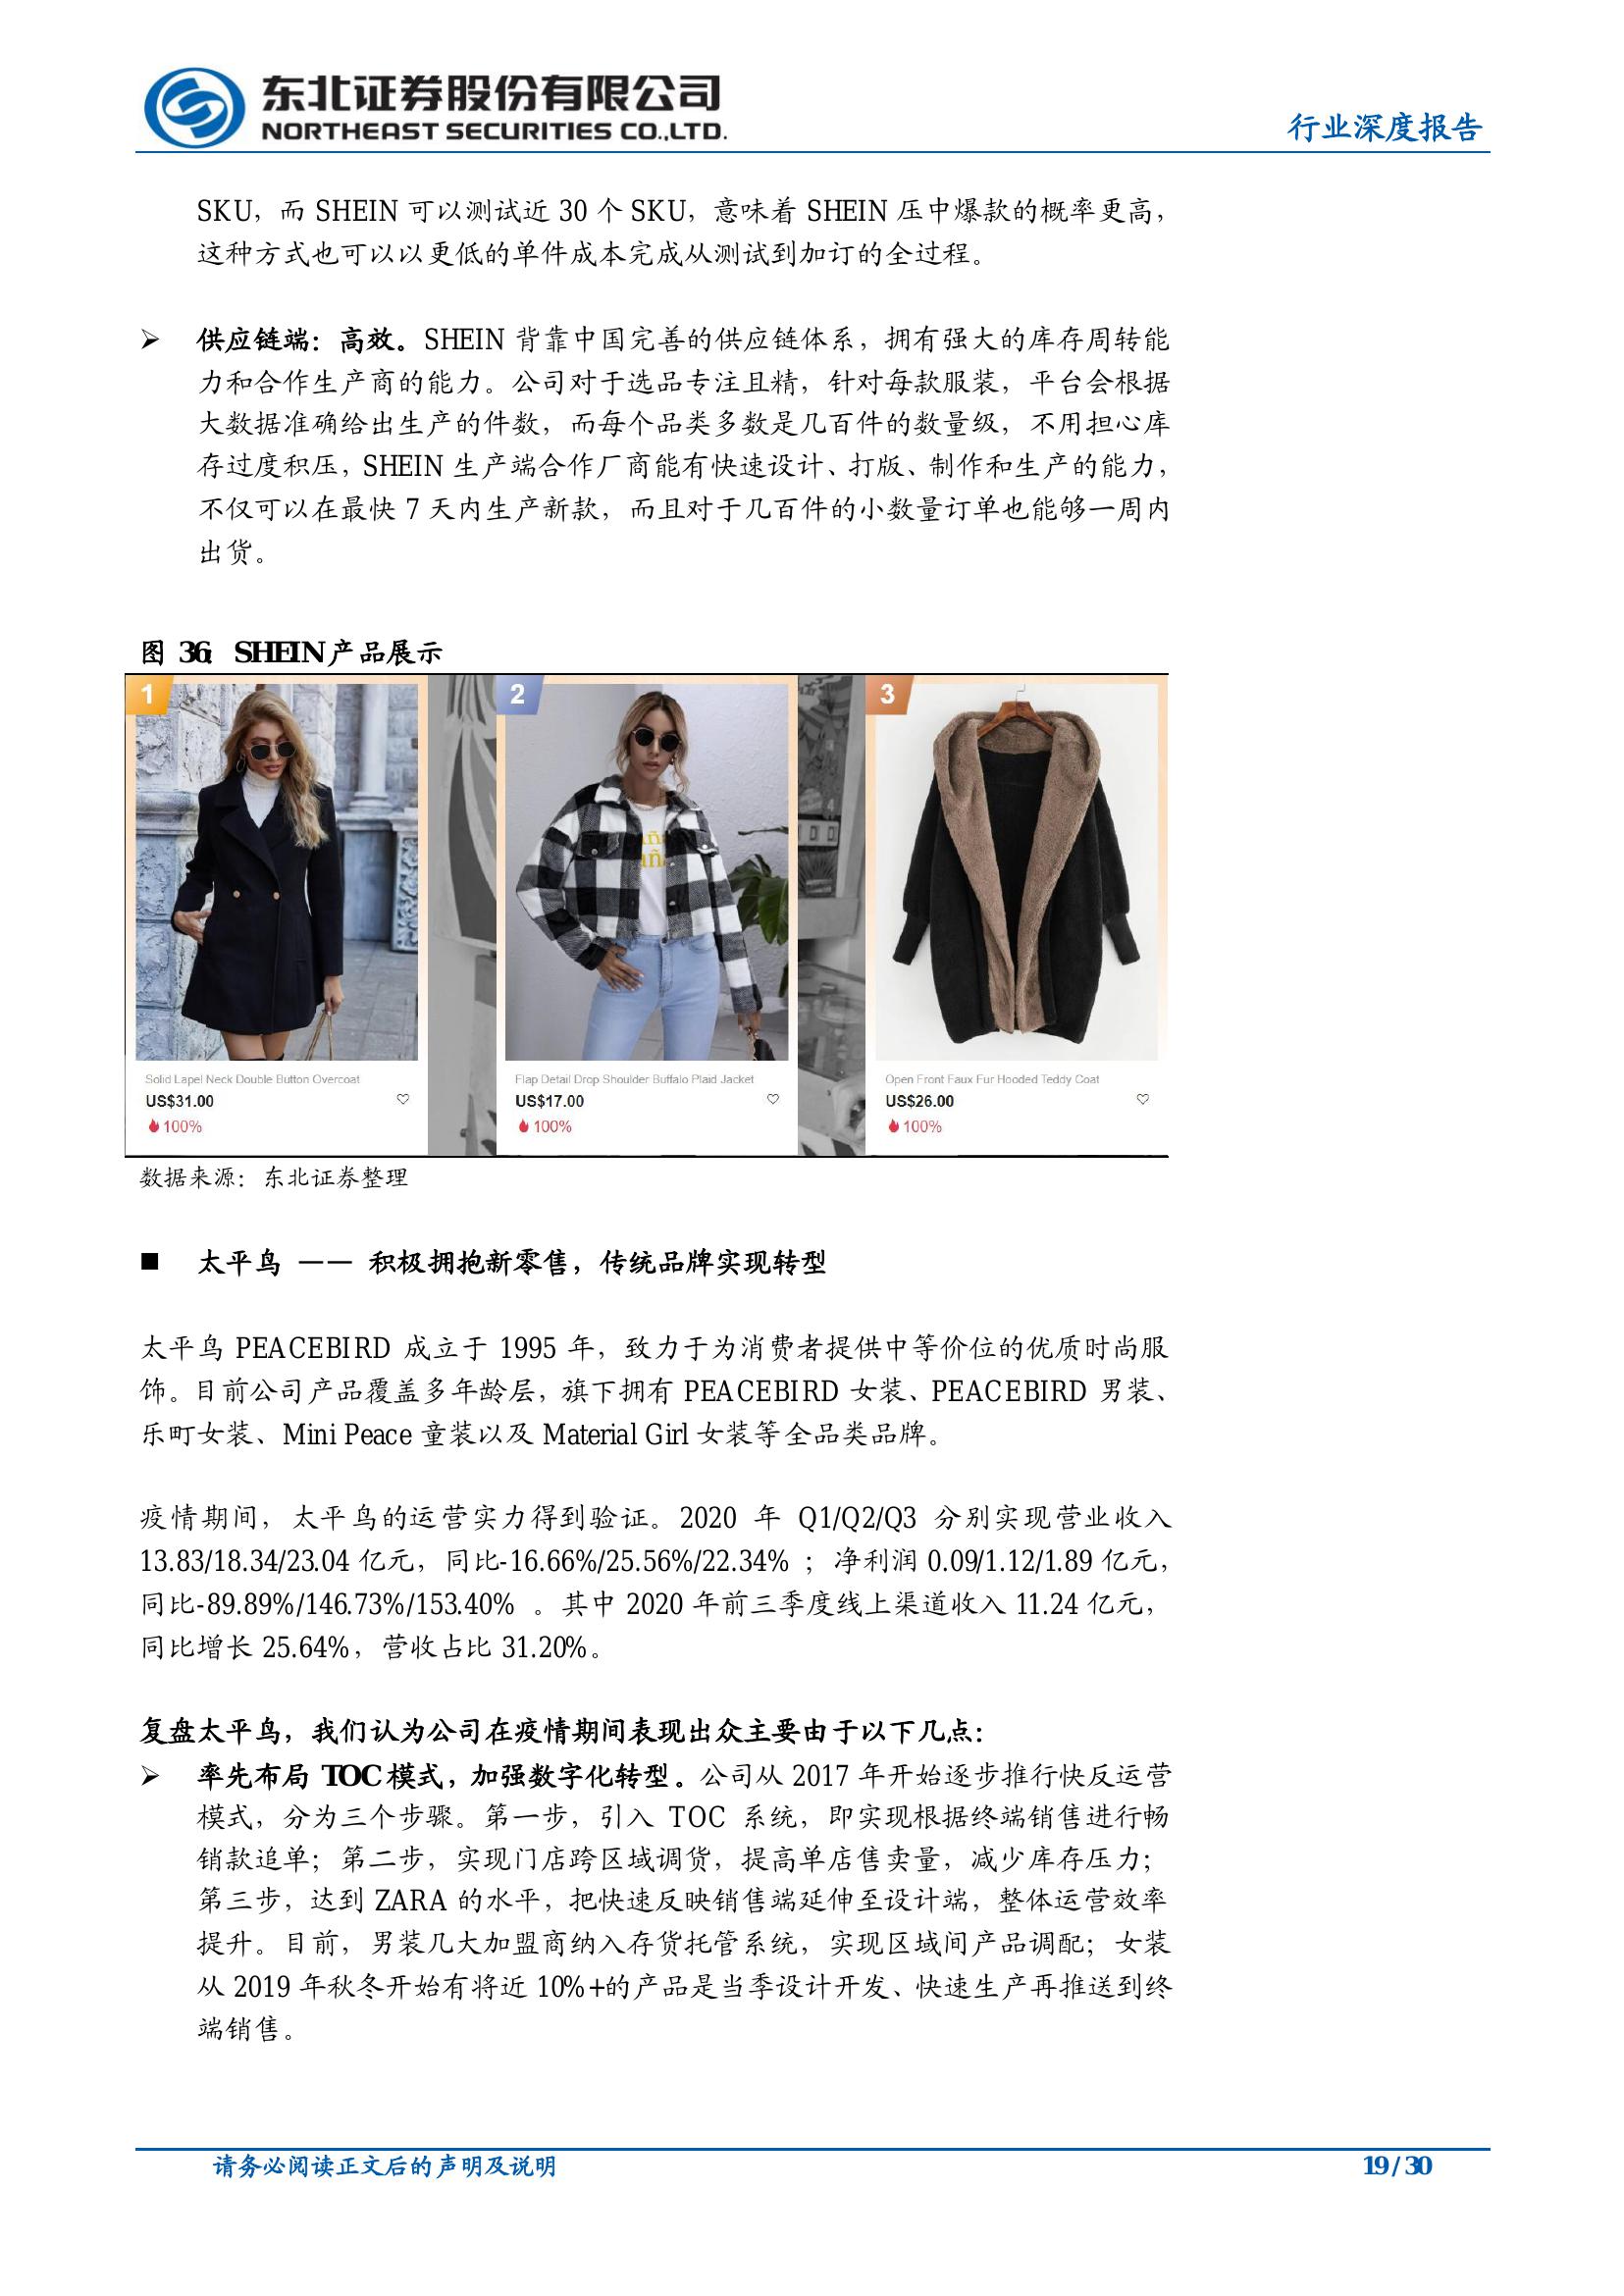 东北证券股份有限公司
NORTHEAST SECURITIES CO.,LTD.
行业深度报告
SKU，而 SHEIN 可以测试近 30 个 SKU，意味着 SHEIN 压中爆款的概率更高，
这种方式也可以以更低的单件成本完成从测试到加订的全过程。
➢ 供应链端：高效。SHEIN 背靠中国完善的供应链体系，拥有强大的库存周转能
力和合作生产商的能力。公司对于选品专注且精，针对每款服装，平台会根据
大数据准确给出生产的件数，而每个品类多数是几百件的数量级，不用担心库
存过度积压，SHEIN 生产端合作厂商能有快速设计、打版、制作和生产的能力，
不仅可以在最快 7 天内生产新款，而且对于几百件的小数量订单也能够一周内
出货。
图 36：SHEIN 产品展示
1
2
3
Solid Lapel Neck Double Button Overcoat
US$31.00
100%
Flap Detail Drop Shoulder Buffalo Plaid Jacket
US$17.00
100%
Open Front Faux Fur Hooded Teddy Coat
US$26.00
100%
数据来源：东北证券整理
■ 太平鸟 —— 积极拥抱新零售，传统品牌实现转型
太平鸟 PEACEBIRD 成立于 1995 年，致力于为消费者提供中等价位的优质时尚服
饰。目前公司产品覆盖多年龄层，旗下拥有 PEACEBIRD 女装、PEACEBIRD 男装、
乐町女装、Mini Peace 童装以及 Material Girl 女装等全品类品牌。
疫情期间，太平鸟的运营实力得到验证。2020 年 Q1/Q2/Q3 分别实现营业收入
13.83/18.34/23.04 亿元，同比-16.66%/25.56%/22.34% ；净利润 0.09/1.12/1.89 亿元，
同比-89.89%/146.73%/153.40% 。其中 2020 年前三季度线上渠道收入 11.24 亿元，
同比增长 25.64%，营收占比 31.20%。
复盘太平鸟，我们认为公司在疫情期间表现出众主要由于以下几点：
➢ 率先布局 TOC 模式，加强数字化转型。公司从 2017 年开始逐步推行快反运营
模式，分为三个步骤。第一步，引入 TOC 系统，即实现根据终端销售进行畅
销款追单；第二步，实现门店跨区域调货，提高单店售卖量，减少库存压力；
第三步，达到 ZARA 的水平，把快速反映销售端延伸至设计端，整体运营效率
提升。目前，男装几大加盟商纳入存货托管系统，实现区域间产品调配；女装
从 2019 年秋冬开始有将近 10%+的产品是当季设计开发、快速生产再推送到终
端销售。
请务必阅读正文后的声明及说明
19 / 30